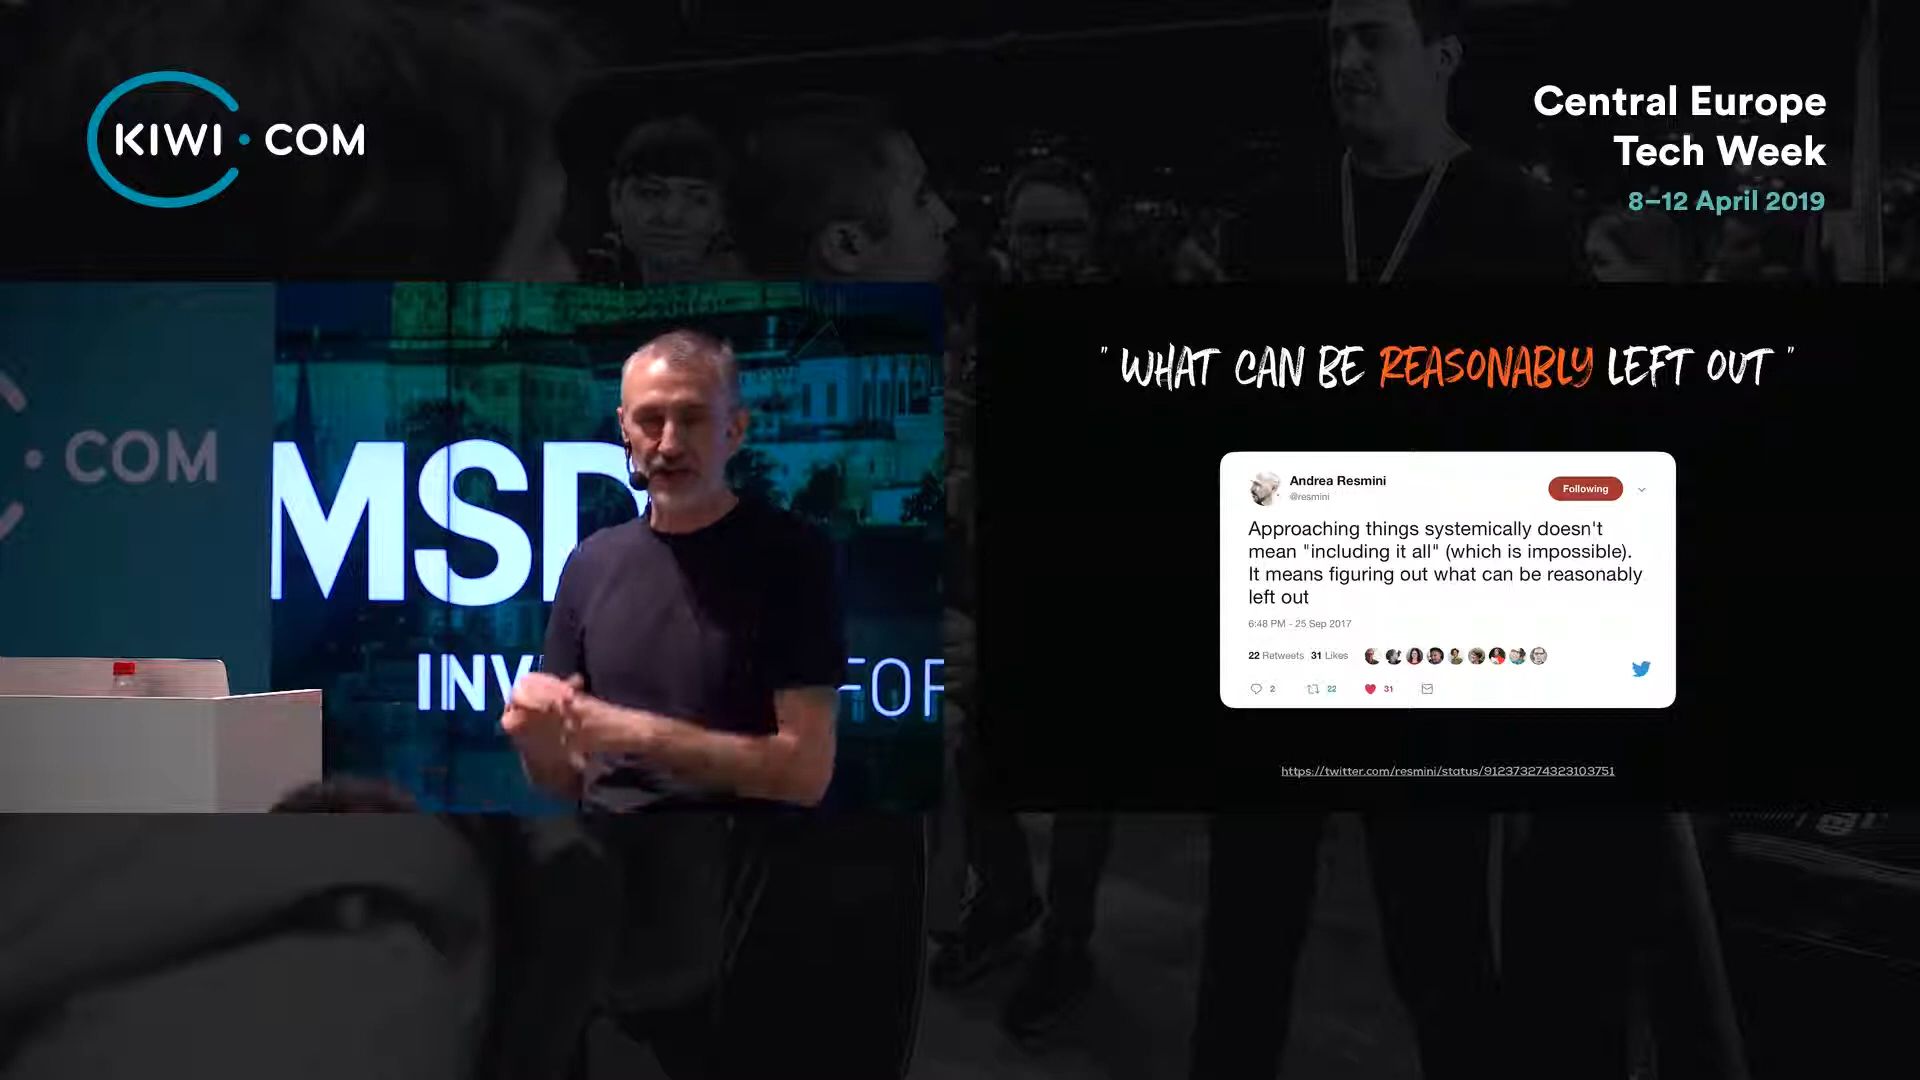 KIWI.COM
Central Europe
Tech Week
8–12 April 2019
.COM
MSD
INV
FOR
" WHAT CAN BE REASONABLY LEFT OUT "
Andrea Resmini
@resmini
Following
Approaching things systemically doesn't
mean "including it all" (which is impossible).
It means figuring out what can be reasonably
left out
6:48 PM - 25 Sep 2017
22 Retweets 31 Likes
2 22 31
https://twitter.com/resmini/status/912373274323103751